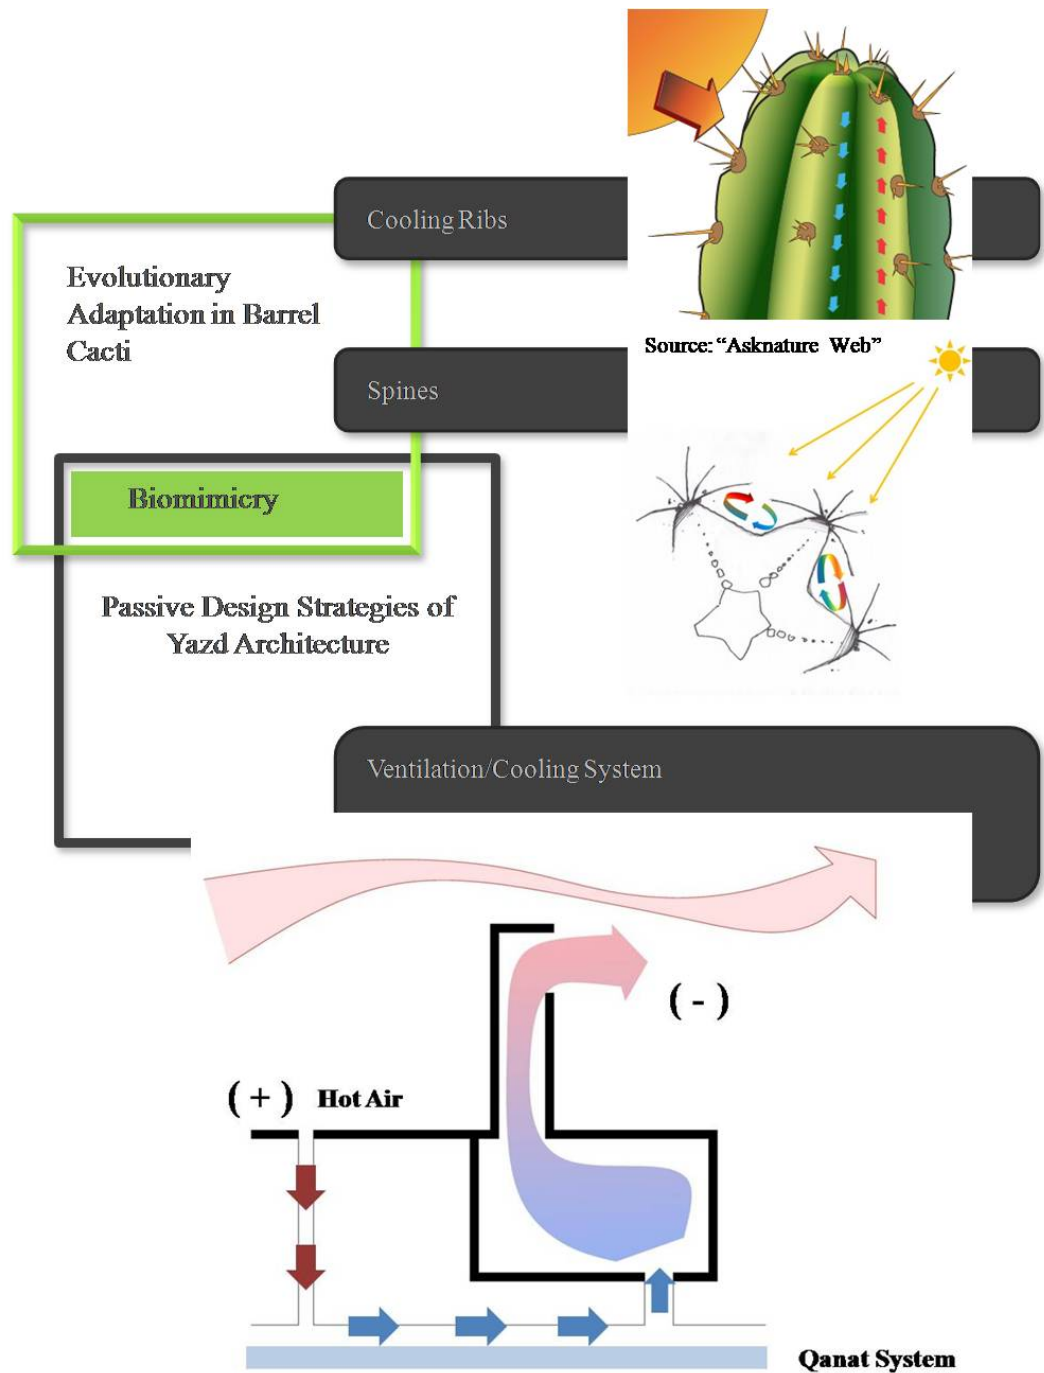 Cooling Ribs
Evolutionary
Adaptation in Barrel
Cacti
Source: “Asknature Web”
Spines
Biomimicry
Passive Design Strategies of
Yazd Architecture
Ventilation/Cooling System
( - )
( + ) Hot Air
Qanat System